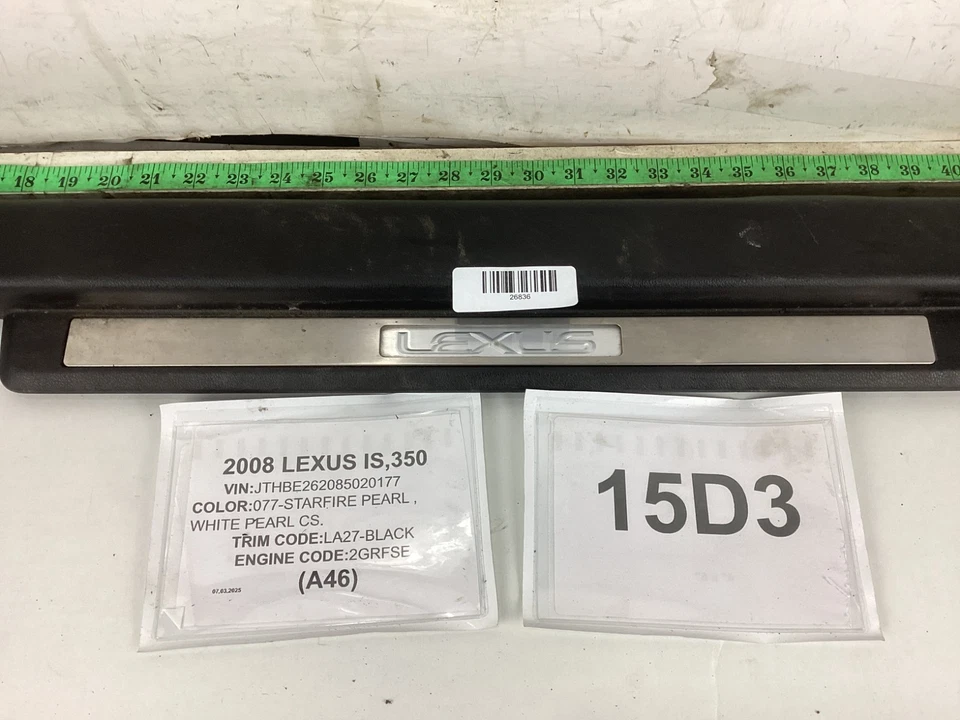 18 19 20 21 22 23 24 25 26 27 28 29 30 31 32 33 34 35 36 37 38 39 40
26836
LEXUS
2008 LEXUS IS,350
VIN:JTHBE262085020177
COLOR:077-STARFIRE PEARL ,
WHITE PEARL CS.
TRIM CODE:LA27-BLACK
ENGINE CODE:2GRFSE
(A46)
07.03.2025
15D3